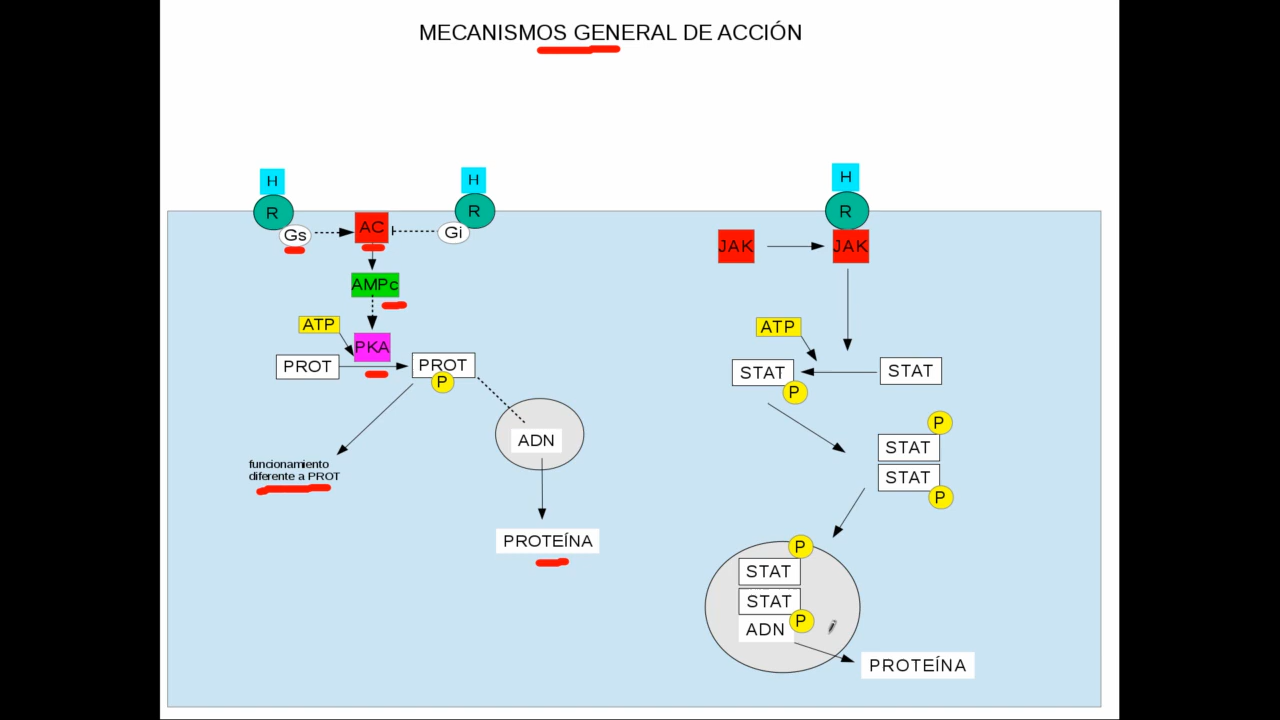 MECANISMOS GENERAL DE ACCIÓN
H
R
Gs
AC
H
R
Gi
AMPc
ATP
PKA
PROT
PROT
P
funcionamiento
diferente a PROT
ADN
PROTEÍNA
H
R
JAK
JAK
ATP
STAT
P
STAT
P
STAT
STAT
P
P
STAT
STAT
P
ADN
PROTEÍNA